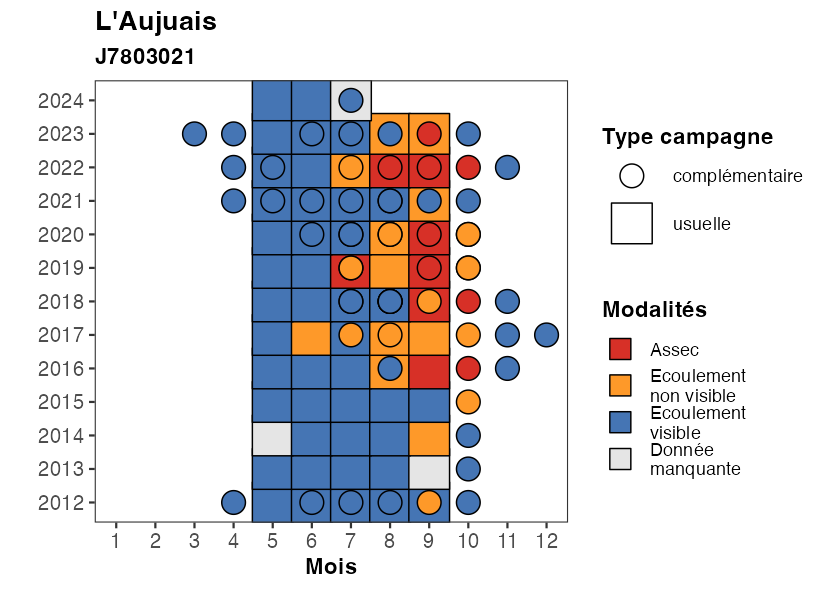 L'Aujuais
J7803021
2024
2023
2022
2021
2020
2019
2018
2017
2016
2015
2014
2013
2012
1 2 3 4 5 6 7 8 9 10 11 12
Mois
Type campagne
complémentaire
usuelle
Modalités
Assec
Ecoulement
non visible
Ecoulement
visible
Donnée
manquante